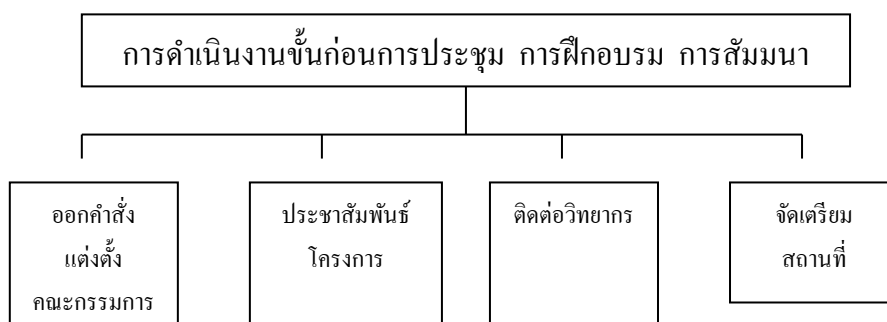 การดำเนินงานขั้นก่อนการประชุม การฝึกอบรม การสัมมนา
ออกคำสั่ง
แต่งตั้ง
คณะกรรมการ
ประชาสัมพันธ์
โครงการ
ติดต่อวิทยากร
จัดเตรียม
สถานที่